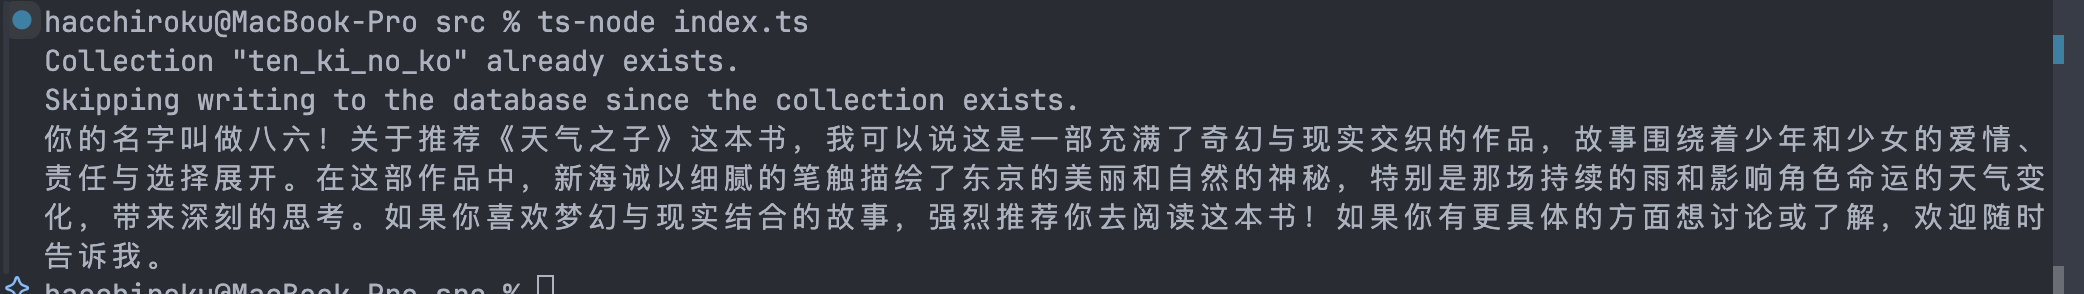 hacchiroku@MacBook-Pro src % ts-node index.ts
Collection "ten_ki_no_ko" already exists.
Skipping writing to the database since the collection exists.
你的名字叫做八六！关于推荐《天气之子》这本书，我可以说这是一部充满了奇幻与现实交织的作品，故事围绕着少年和少女的爱情、
责任与选择展开。在这部作品中，新海诚以细腻的笔触描绘了东京的美丽和自然的神秘，特别是那场持续的雨和影响角色命运的天气变
化，带来深刻的思考。如果你喜欢梦幻与现实结合的故事，强烈推荐你去阅读这本书！如果你有更具体的方面想讨论或了解，欢迎随时
告诉我。
hacchiroku@MacBook-Pro src %